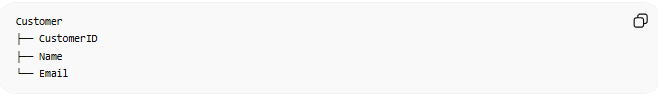 Customer
├── CustomerID
├── Name
└── Email